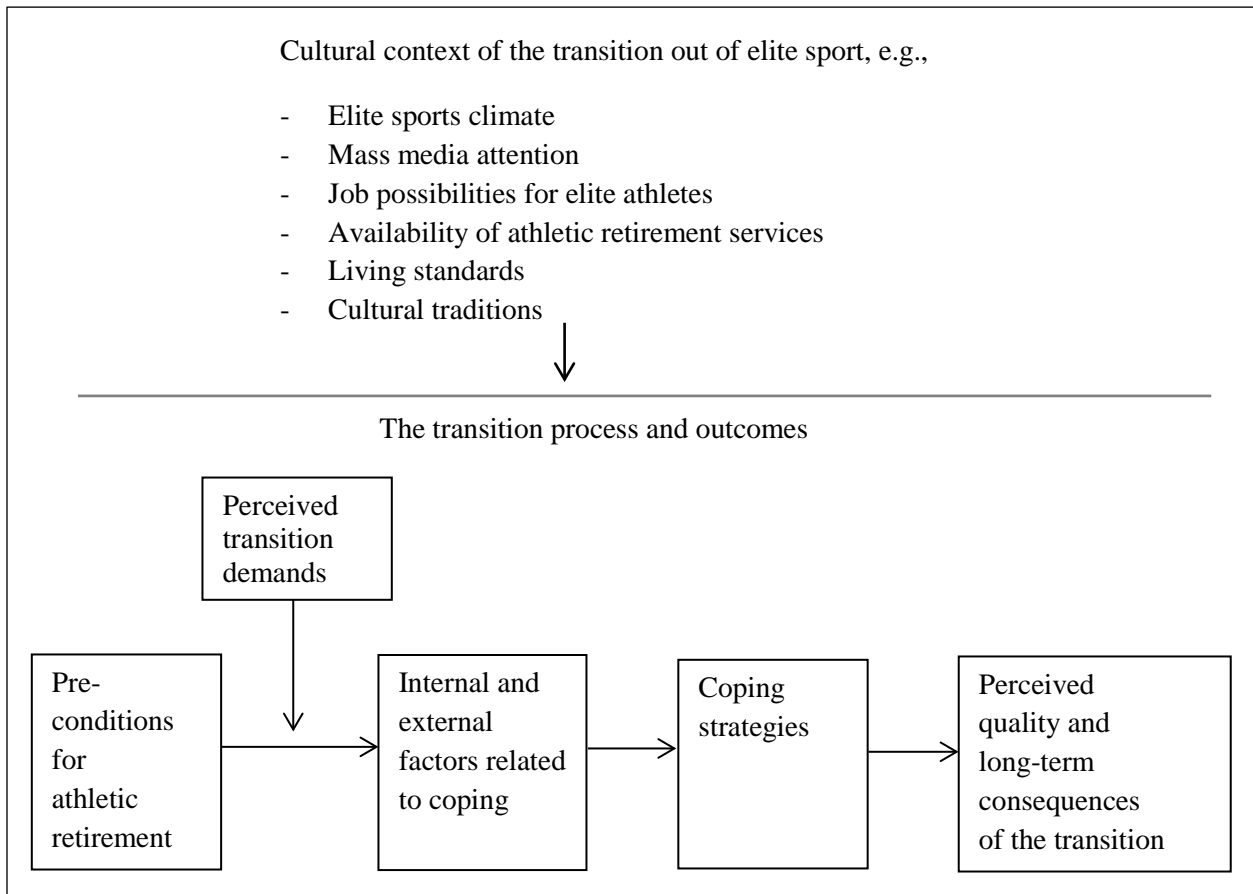 Cultural context of the transition out of elite sport, e.g.,
- Elite sports climate
- Mass media attention
- Job possibilities for elite athletes
- Availability of athletic retirement services
- Living standards
- Cultural traditions
The transition process and outcomes
Perceived
transition
demands
Pre-
conditions
for
athletic
retirement
Internal and
external
factors related
to coping
Coping
strategies
Perceived
quality and
long-term
consequences
of the transition